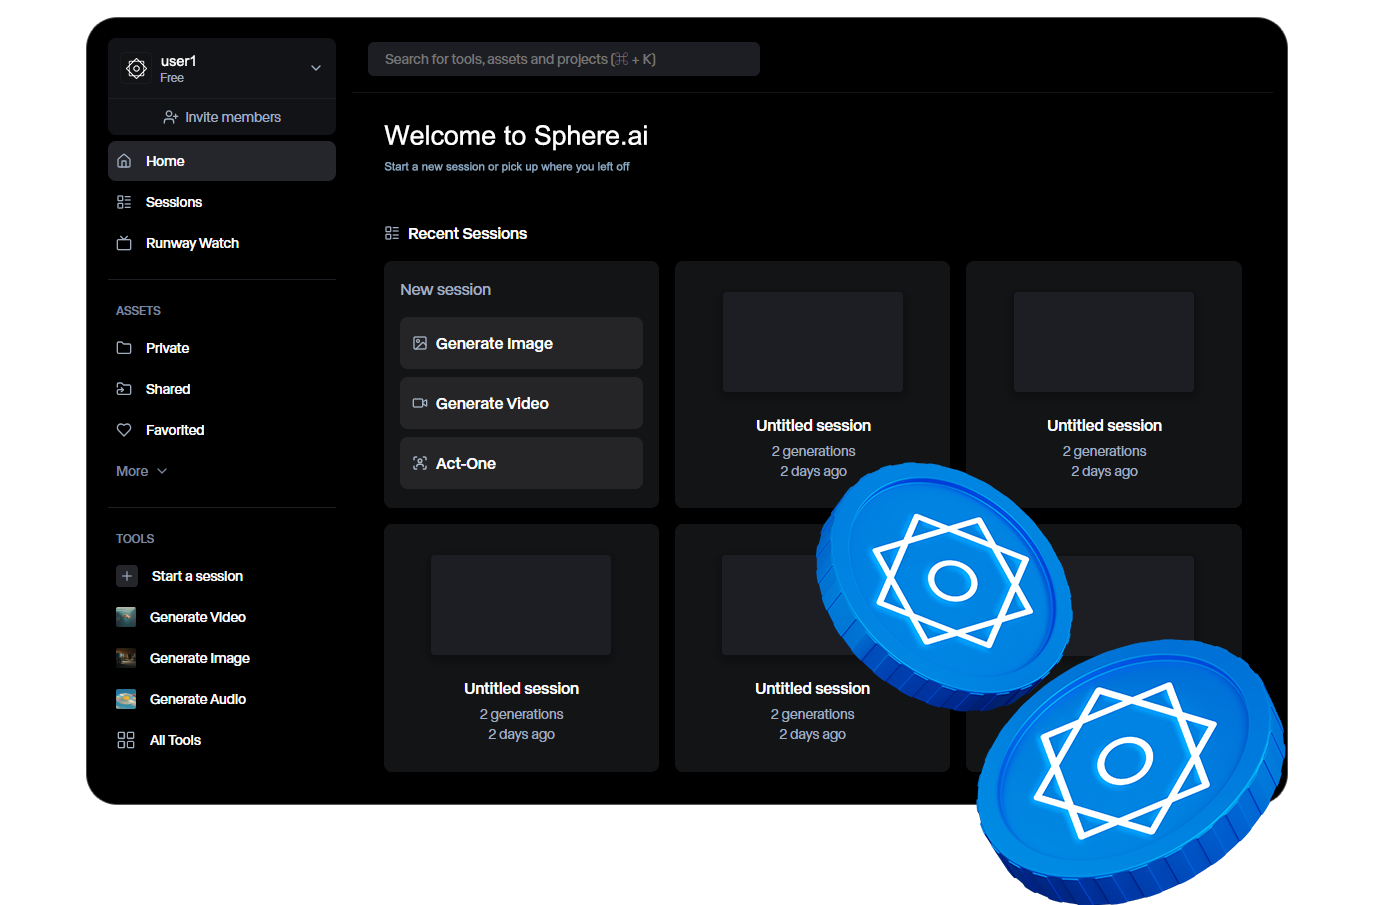 user1
Free
Invite members
Home
Sessions
Runway Watch
ASSETS
Private
Shared
Favorited
More
TOOLS
Start a session
Generate Video
Generate Image
Generate Audio
All Tools
Search for tools, assets and projects (⌘ + K)
Welcome to Sphere.ai
Start a new session or pick up where you left off
Recent Sessions
New session
Generate Image
Generate Video
Act-One
Untitled session
2 generations
2 days ago
Untitled session
2 generations
2 days ago
Untitled session
2 generations
2 days ago
Untitled session
2 generations
2 days ago